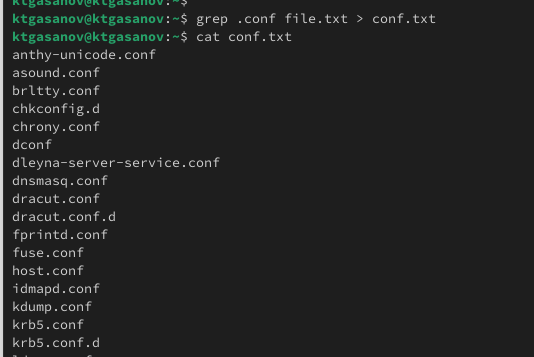 ktgasanov@ktgasanov:~$
ktgasanov@ktgasanov:~$ grep .conf file.txt > conf.txt
ktgasanov@ktgasanov:~$ cat conf.txt
anthy-unicode.conf
asound.conf
brltty.conf
chkconfig.d
chrony.conf
dconf
dleyna-server-service.conf
dnsmasq.conf
dracut.conf
dracut.conf.d
fprintd.conf
fuse.conf
host.conf
idmapd.conf
kdump.conf
krb5.conf
krb5.conf.d